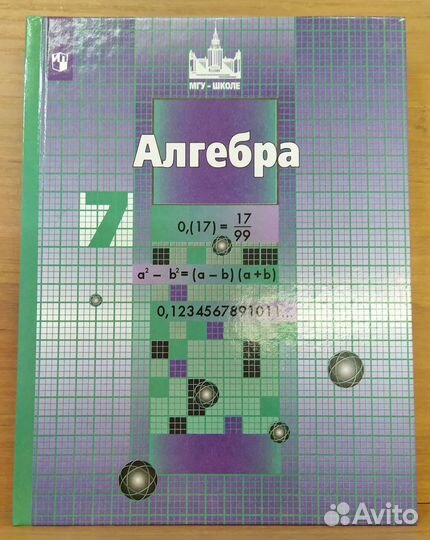 МГУ - ШКОЛЕ
Алгебра
7
0,(17) = 17/99
a² − b² = (a − b) (a + b)
0,1234567891011...
Avito